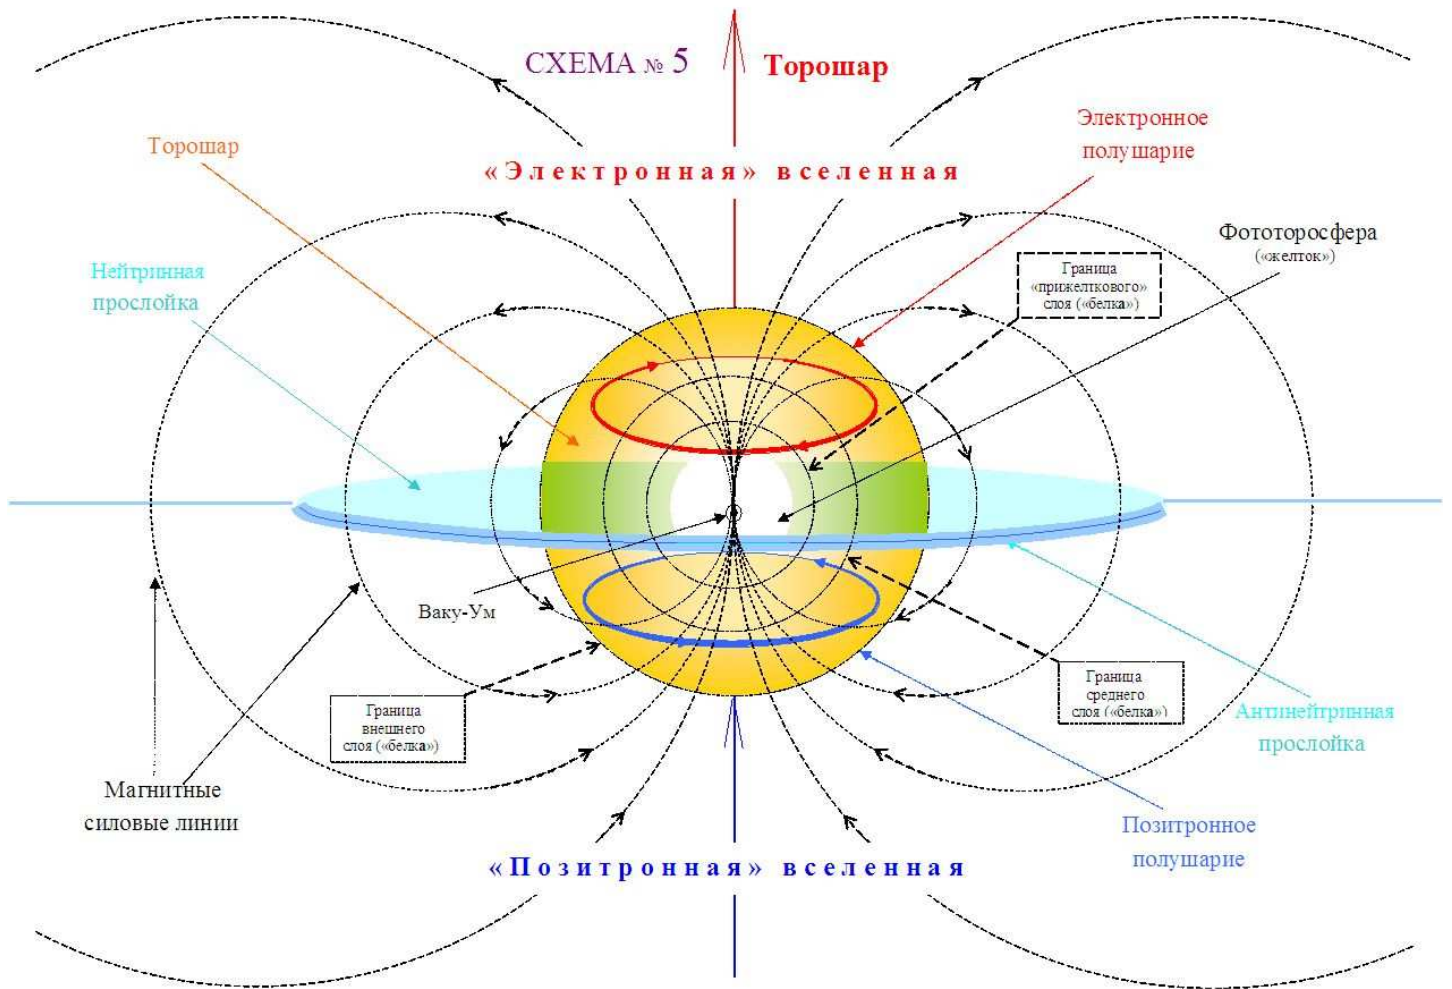 СХЕМА № 5
Торошар
Электронное
полушарие
Торошар
«Электронная» вселенная
Фототоросфера
(«желток»)
Граница
«прижелткового»
слоя («белка»)
Нейтринная
прослойка
Ваку-Ум
Граница
среднего
слоя («белка»)
Граница
внешнего
слоя («белка»)
Антинейтринная
прослойка
Магнитные
силовые линии
Позитронное
полушарие
«Позитронная» вселенная